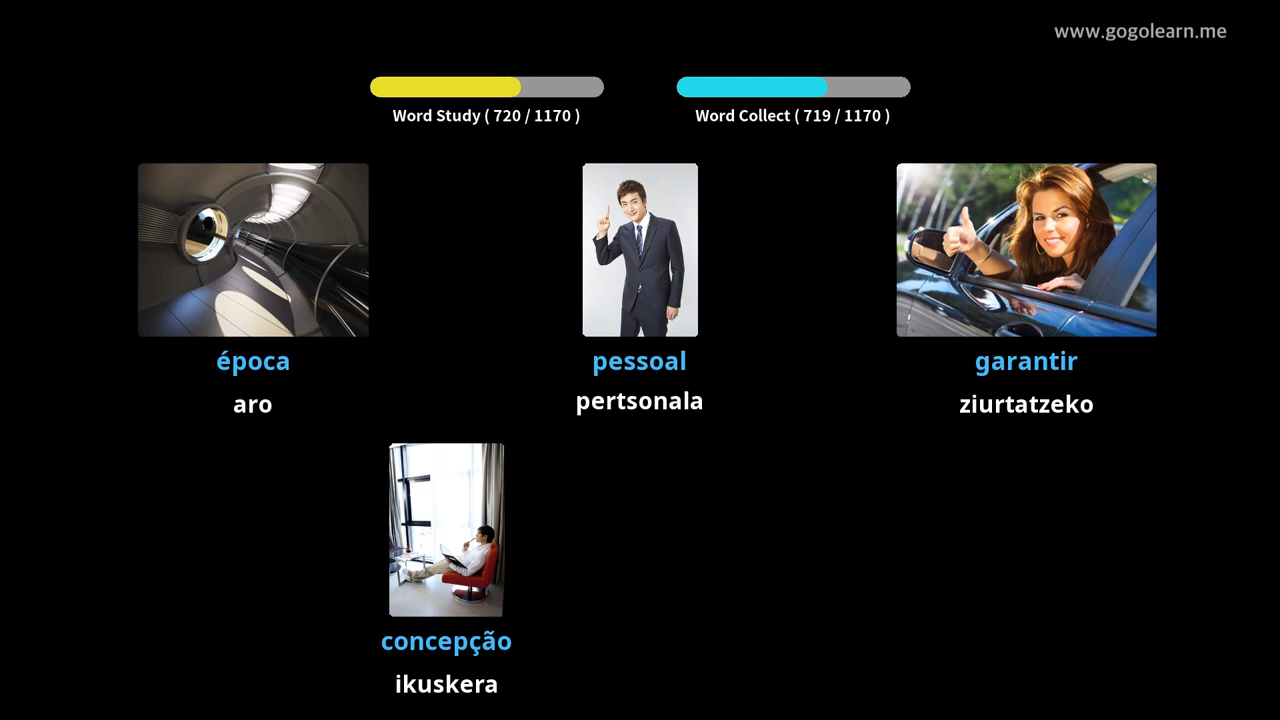 www.gogolearn.me
Word Study ( 720 / 1170 )
Word Collect ( 719 / 1170 )
época
pessoal
garantir
aro
pertsonala
ziurtatzeko
concepção
ikuskera